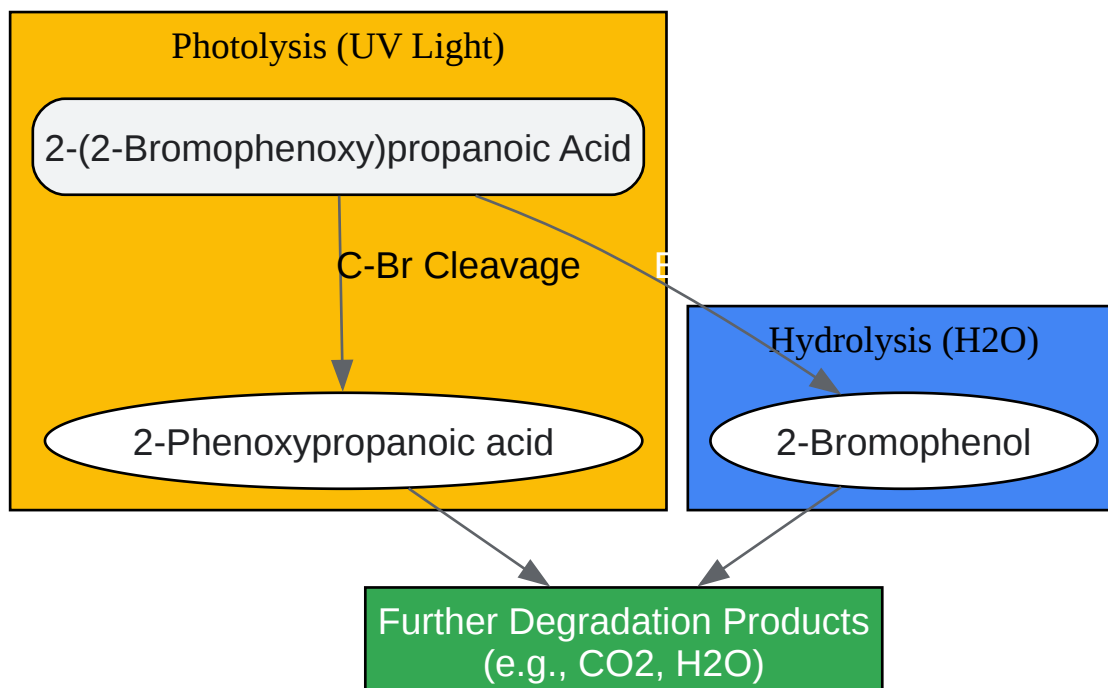 Photolysis (UV Light)
2-(2-Bromophenoxy)propanoic Acid
C-Br Cleavage
Hydrolysis (H2O)
2-Phenoxypropanoic acid
2-Bromophenol
Further Degradation Products
(e.g., CO2, H2O)